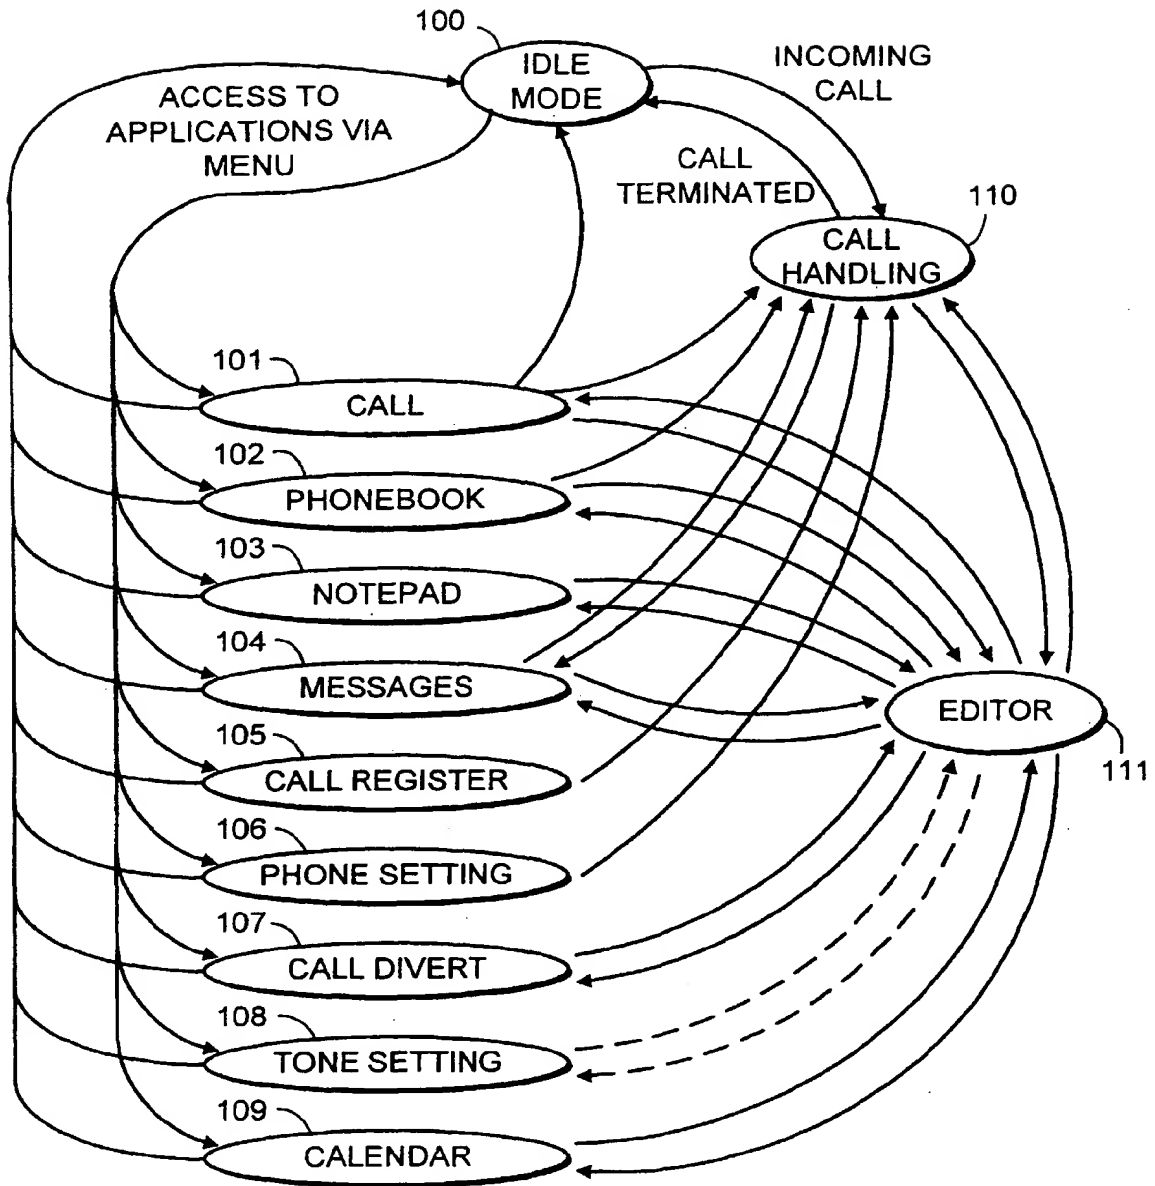 100
IDLE
MODE
INCOMING
CALL
ACCESS TO
APPLICATIONS VIA
MENU
CALL
TERMINATED
110
CALL
HANDLING
101
CALL
102
PHONEBOOK
103
NOTEPAD
104
MESSAGES
EDITOR
111
105
CALL REGISTER
106
PHONE SETTING
107
CALL DIVERT
108
TONE SETTING
109
CALENDAR